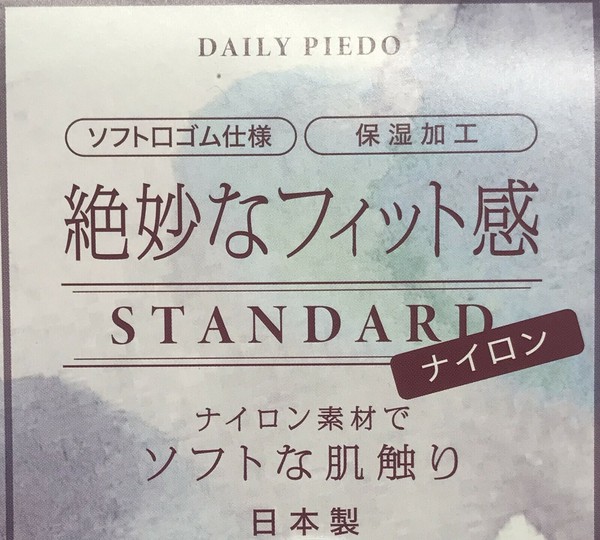 DAILY PIEDO
ソフト口ゴム仕様 保湿加工
絶妙なフィット感
STANDARD
ナイロン
ナイロン素材で
ソフトな肌触り
日本製